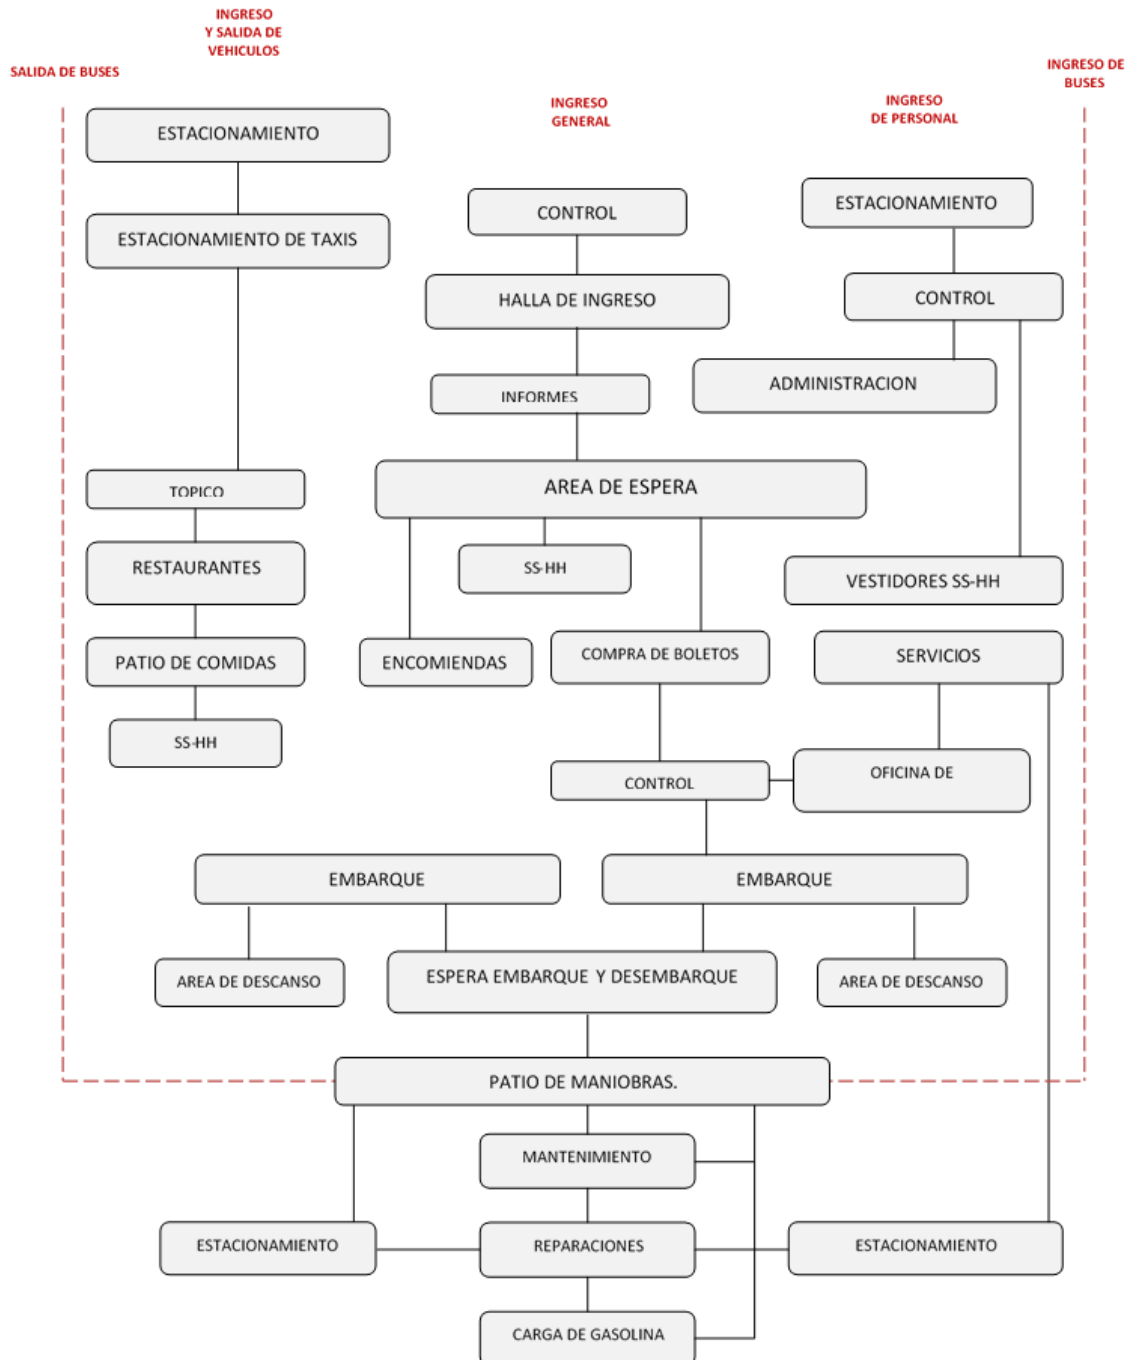 INGRESO
Y SALIDA DE
VEHICULOS
SALIDA DE BUSES
INGRESO DE
BUSES
INGRESO
GENERAL
INGRESO
DE PERSONAL
ESTACIONAMIENTO
CONTROL
ESTACIONAMIENTO
ESTACIONAMIENTO DE TAXIS
HALLA DE INGRESO
CONTROL
INFORMES
ADMINISTRACION
TOPICO
AREA DE ESPERA
RESTAURANTES
SS-HH
VESTIDORES SS-HH
PATIO DE COMIDAS
ENCOMIENDAS
COMPRA DE BOLETOS
SERVICIOS
SS-HH
CONTROL
OFICINA DE
EMBARQUE
EMBARQUE
AREA DE DESCANSO
ESPERA EMBARQUE Y DESEMBARQUE
AREA DE DESCANSO
PATIO DE MANIOBRAS.
MANTENIMIENTO
ESTACIONAMIENTO
REPARACIONES
ESTACIONAMIENTO
CARGA DE GASOLINA